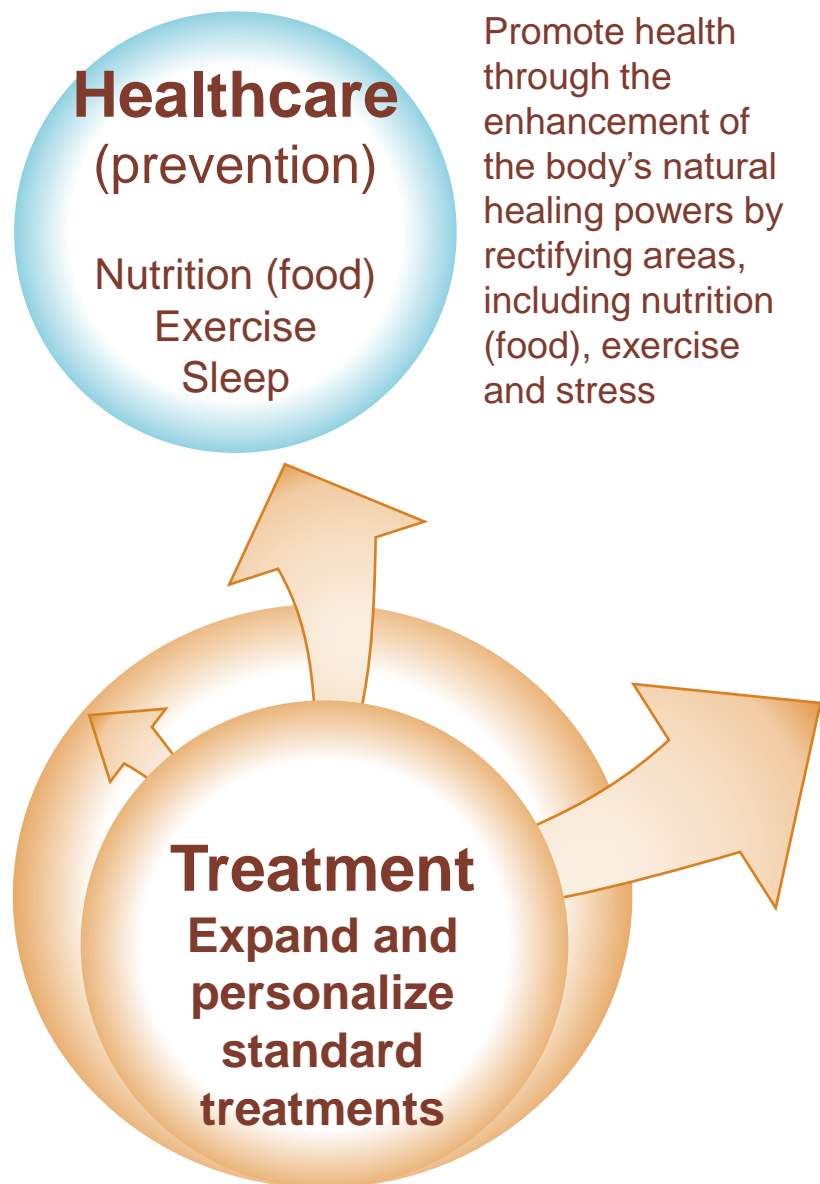 Healthcare
(prevention)
Nutrition (food)
Exercise
Sleep
Promote health
through the
enhancement of
the body’s natural
healing powers by
rectifying areas,
including nutrition
(food), exercise
and stress
Treatment
Expand and
personalize
standard
treatments